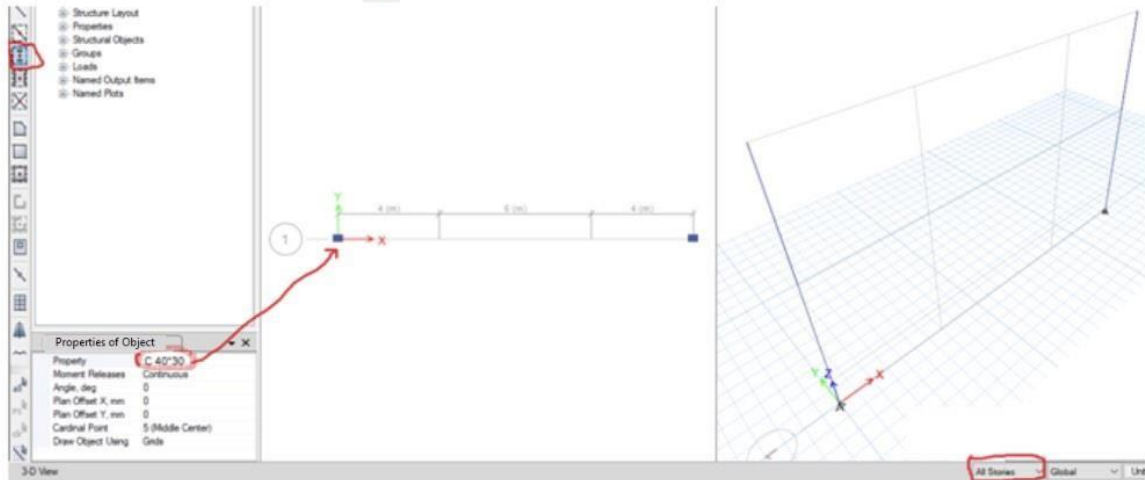 Structure Layout
Properties
Structural Objects
Groups
Loads
Named Output Items
Named Plots
Y
4 (m)
1
X
4 (m)
Properties of Object
Property C 40*30
Moment Releases Continuous
Angle, deg 0
Plan Offset X, mm 0
Plan Offset Y, mm 0
Cardinal Point 5 (Middle Center)
Draw Object Using Grids
Y Z X
3-D View
All Stories Global